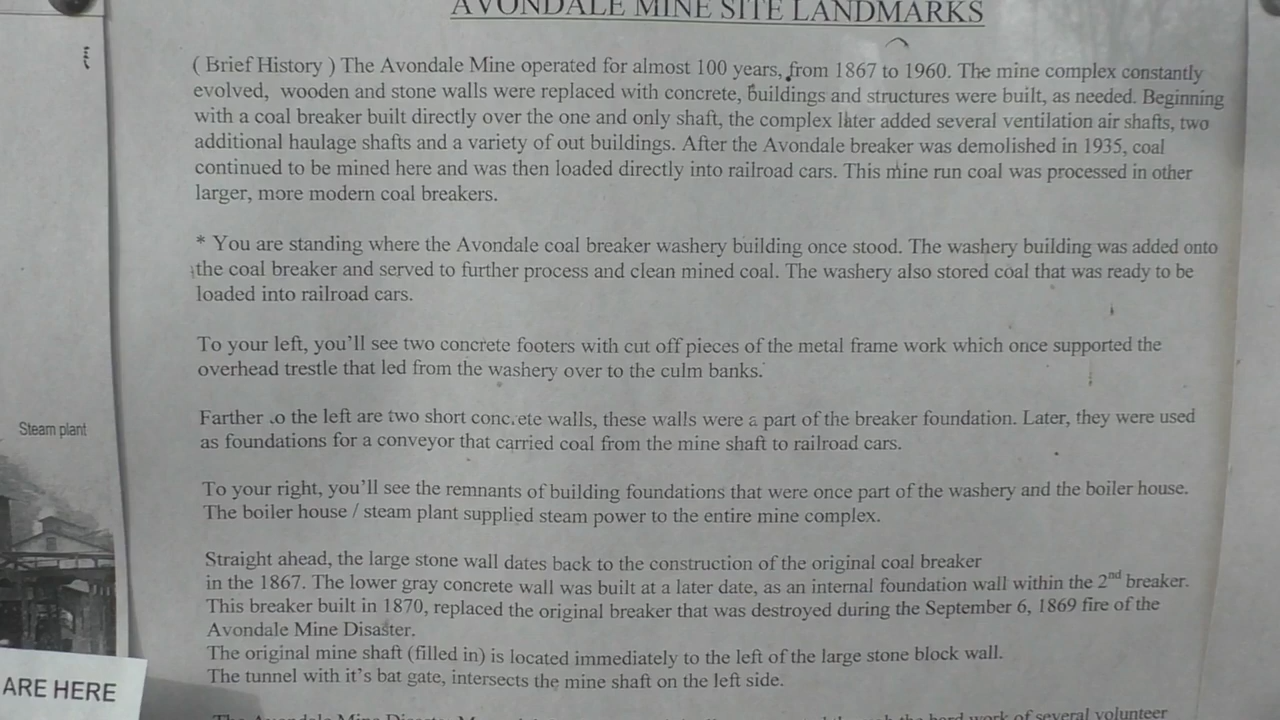 AVONDALE MINE SITE LANDMARKS
( Brief History ) The Avondale Mine operated for almost 100 years, from 1867 to 1960. The mine complex constantly
evolved, wooden and stone walls were replaced with concrete, buildings and structures were built, as needed. Beginning
with a coal breaker built directly over the one and only shaft, the complex later added several ventilation air shafts, two
additional haulage shafts and a variety of out buildings. After the Avondale breaker was demolished in 1935, coal
continued to be mined here and was then loaded directly into railroad cars. This mine run coal was processed in other
larger, more modern coal breakers.
* You are standing where the Avondale coal breaker washery building once stood. The washery building was added onto
the coal breaker and served to further process and clean mined coal. The washery also stored coal that was ready to be
loaded into railroad cars.
To your left, you'll see two concrete footers with cut off pieces of the metal frame work which once supported the
overhead trestle that led from the washery over to the culm banks.
Farther to the left are two short concrete walls, these walls were a part of the breaker foundation. Later, they were used
as foundations for a conveyor that carried coal from the mine shaft to railroad cars.
To your right, you'll see the remnants of building foundations that were once part of the washery and the boiler house.
The boiler house / steam plant supplied steam power to the entire mine complex.
Straight ahead, the large stone wall dates back to the construction of the original coal breaker
in the 1867. The lower gray concrete wall was built at a later date, as an internal foundation wall within the 2nd breaker.
This breaker built in 1870, replaced the original breaker that was destroyed during the September 6, 1869 fire of the
Avondale Mine Disaster.
The original mine shaft (filled in) is located immediately to the left of the large stone block wall.
The tunnel with it's bat gate, intersects the mine shaft on the left side.
The Avondale Mine Disaster the hard work of several volunteer
Steam plant
ARE HERE